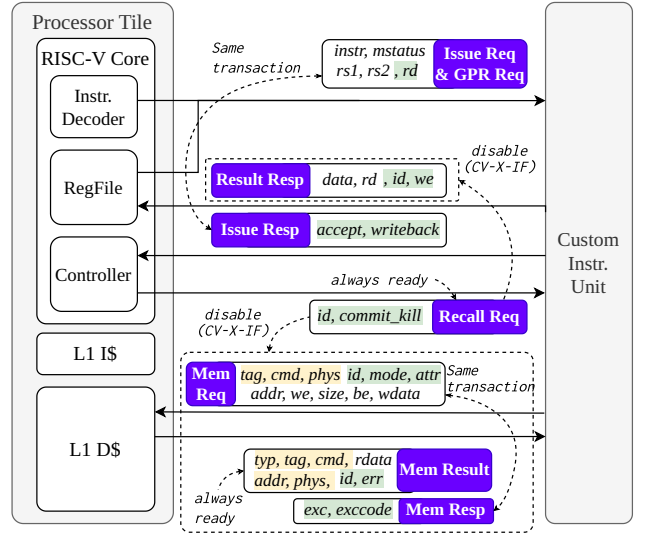 Processor Tile
RISC-V Core
Instr.
Decoder
RegFile
Controller
L1 I$
L1 D$
Same
transaction
instr, mstatus
rs1, rs2 , rd
Issue Req
& GPR Req
disable
(CV-X-IF)
Result Resp
data, rd , id, we
Issue Resp
accept, writeback
always ready
id, commit_kill
Recall Req
disable
(CV-X-IF)
Mem
Req
tag, cmd, phys id, mode, attr
addr, we, size, be, wdata
Same
transaction
typ, tag, cmd, rdata
addr, phys, id, err
Mem Result
always
ready
exc, exccode
Mem Resp
Custom
Instr.
Unit